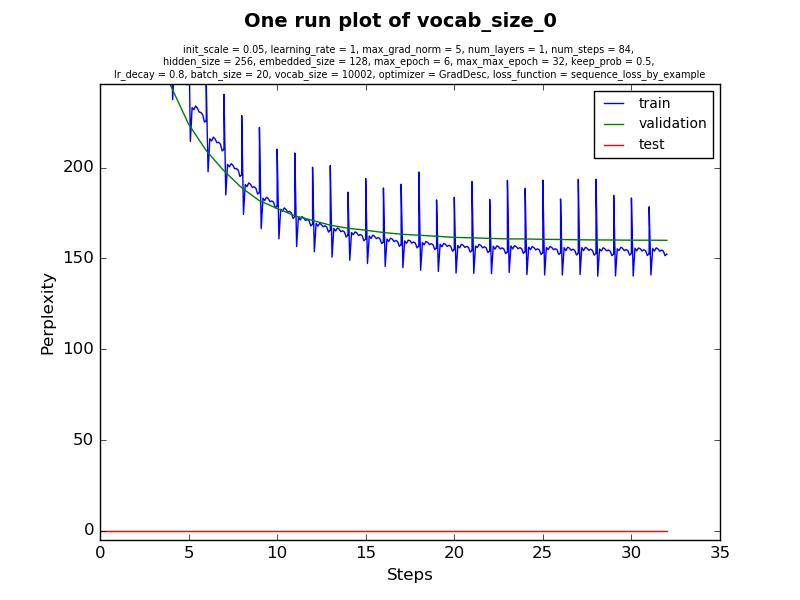 One run plot of vocab_size_0
init_scale = 0.05, learning_rate = 1, max_grad_norm = 5, num_layers = 1, num_steps = 84,
hidden_size = 256, embedded_size = 128, max_epoch = 6, max_max_epoch = 32, keep_prob = 0.5,
lr_decay = 0.8, batch_size = 20, vocab_size = 10002, optimizer = GradDesc, loss_function = sequence_loss_by_example
train
validation
test
200
150
100
50
0
Perplexity
0 5 10 15 20 25 30 35
Steps